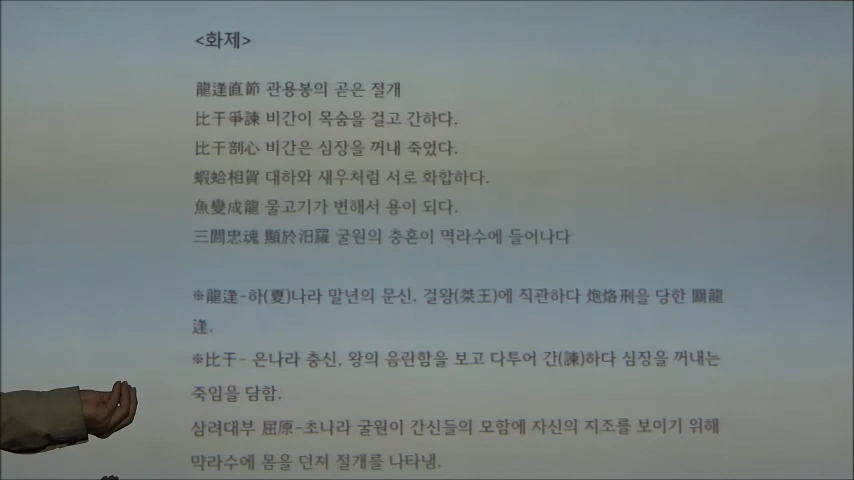 <화제>
龍逢直節 관용봉의 곧은 절개
比干爭諫 비간이 목숨을 걸고 간하다.
比干剖心 비간은 심장을 꺼내 죽었다.
蝦蛤相賀 대하와 새우처럼 서로 화합하다.
魚變成龍 물고기가 변해서 용이 되다.
三閭忠魂 顯於汨羅 굴원의 충혼이 멱라수에 들어나다
※龍逢-하(夏)나라 말년의 문신. 걸왕(桀王)에 직관하다 炮烙刑을 당한 關龍
逢.
※比干- 은나라 충신, 왕의 음란함을 보고 다투어 간(諫)하다 심장을 꺼내는
죽임을 담함.
삼려대부 屈原-초나라 굴원이 간신들의 모함에 자신의 지조를 보이기 위해
먁라수에 몸을 던져 절개를 나타냄.